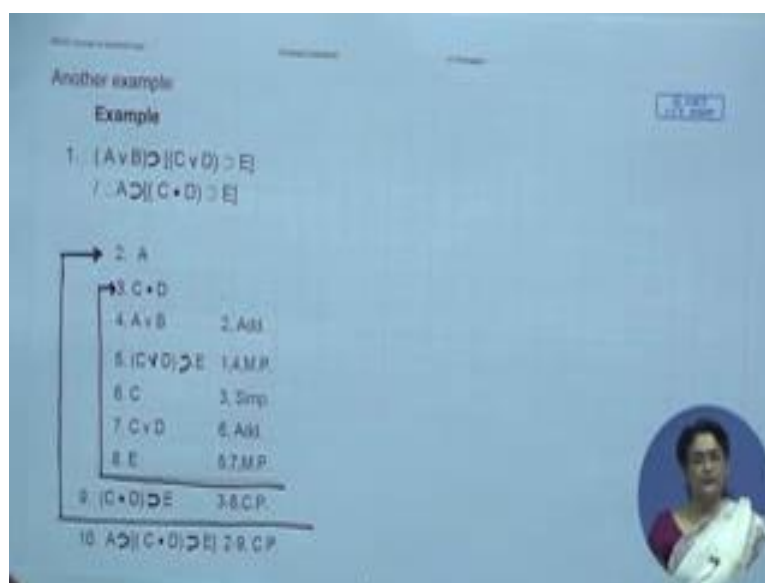 Another example
Example
1. (A v B)⊃[(C v D) ⊃ E]
/∴ A⊃[(C • D) ⊃ E]
2. A
3. C • D
4. A v B 2, Add.
5. (C V D)⊃E 1,4,M.P.
6. C 3, Simp
7. C v D 6, Add.
8. E 5,7,M.P.
9. (C • D)⊃E 3-8,C.P.
10. A⊃[(C • D)⊃E] 2-9, C.P